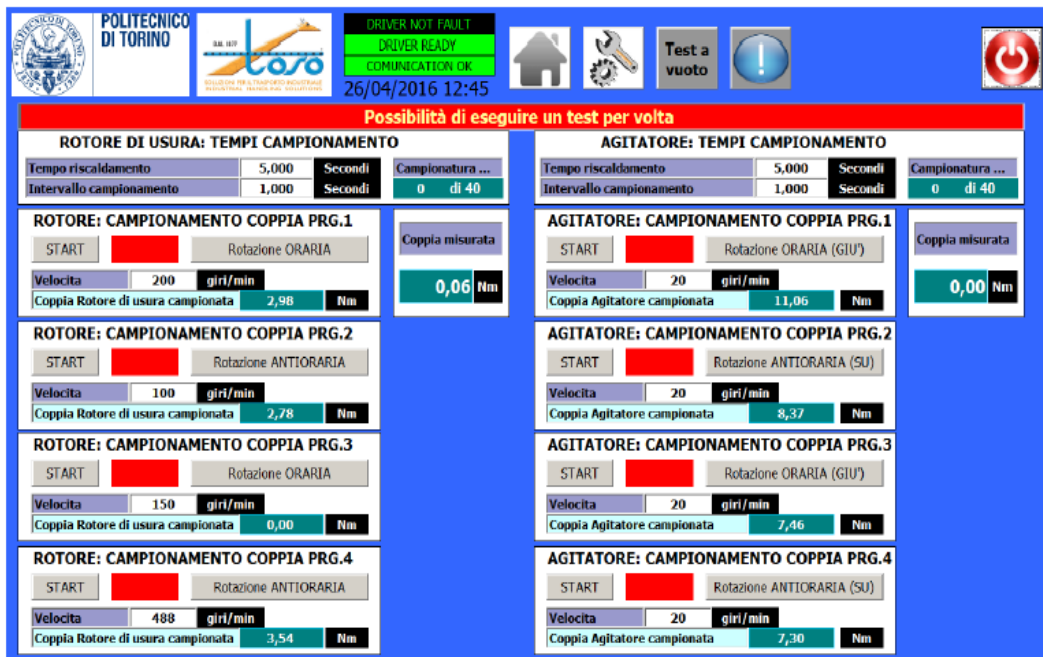 POLITECNICO
DI TORINO
DAL 1877
Loso
SOLUZIONI PER IL TRASPORTO INDUSTRIALE
INDUSTRIAL HANDLING SOLUTIONS
DRIVER NOT FAULT
DRIVER READY
COMUNICATION OK
26/04/2016 12:45
Test a
vuoto
Possibilità di eseguire un test per volta
ROTORE DI USURA: TEMPI CAMPIONAMENTO
Tempo riscaldamento 5,000 Secondi
Intervallo campionamento 1,000 Secondi
Campionatura ...
0 di 40
ROTORE: CAMPIONAMENTO COPPIA PRG.1
START Rotazione ORARIA
Velocita 200 giri/min
Coppia Rotore di usura campionata 2,98 Nm
Coppia misurata
0,06 Nm
ROTORE: CAMPIONAMENTO COPPIA PRG.2
START Rotazione ANTIORARIA
Velocita 100 giri/min
Coppia Rotore di usura campionata 2,78 Nm
ROTORE: CAMPIONAMENTO COPPIA PRG.3
START Rotazione ORARIA
Velocita 150 giri/min
Coppia Rotore di usura campionata 0,00 Nm
ROTORE: CAMPIONAMENTO COPPIA PRG.4
START Rotazione ANTIORARIA
Velocita 488 giri/min
Coppia Rotore di usura campionata 3,54 Nm
AGITATORE: TEMPI CAMPIONAMENTO
Tempo riscaldamento 5,000 Secondi
Intervallo campionamento 1,000 Secondi
Campionatura ...
0 di 40
AGITATORE: CAMPIONAMENTO COPPIA PRG.1
START Rotazione ORARIA (GIU')
Velocita 20 giri/min
Coppia Agitatore campionata 11,06 Nm
Coppia misurata
0,00 Nm
AGITATORE: CAMPIONAMENTO COPPIA PRG.2
START Rotazione ANTIORARIA (SU)
Velocita 20 giri/min
Coppia Agitatore campionata 8,37 Nm
AGITATORE: CAMPIONAMENTO COPPIA PRG.3
START Rotazione ORARIA (GIU')
Velocita 20 giri/min
Coppia Agitatore campionata 7,46 Nm
AGITATORE: CAMPIONAMENTO COPPIA PRG.4
START Rotazione ANTIORARIA (SU)
Velocita 20 giri/min
Coppia Agitatore campionata 7,30 Nm